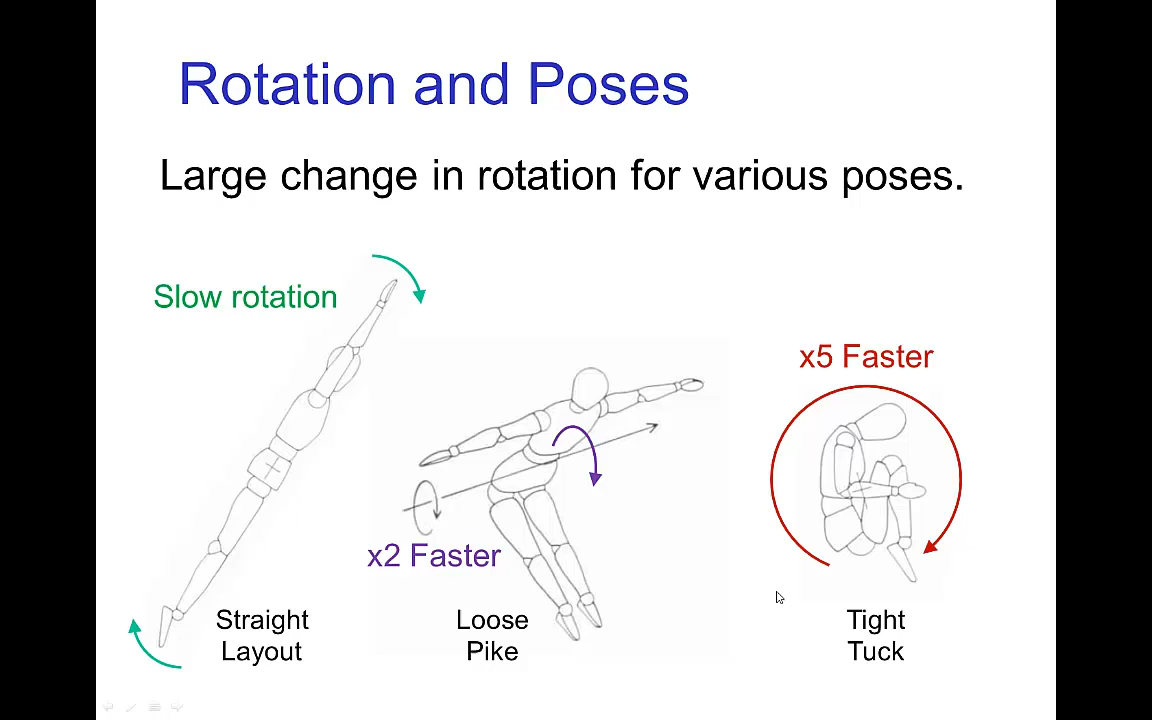 Rotation and Poses
Large change in rotation for various poses.
Slow rotation
x5 Faster
x2 Faster
Straight
Layout
Loose
Pike
Tight
Tuck